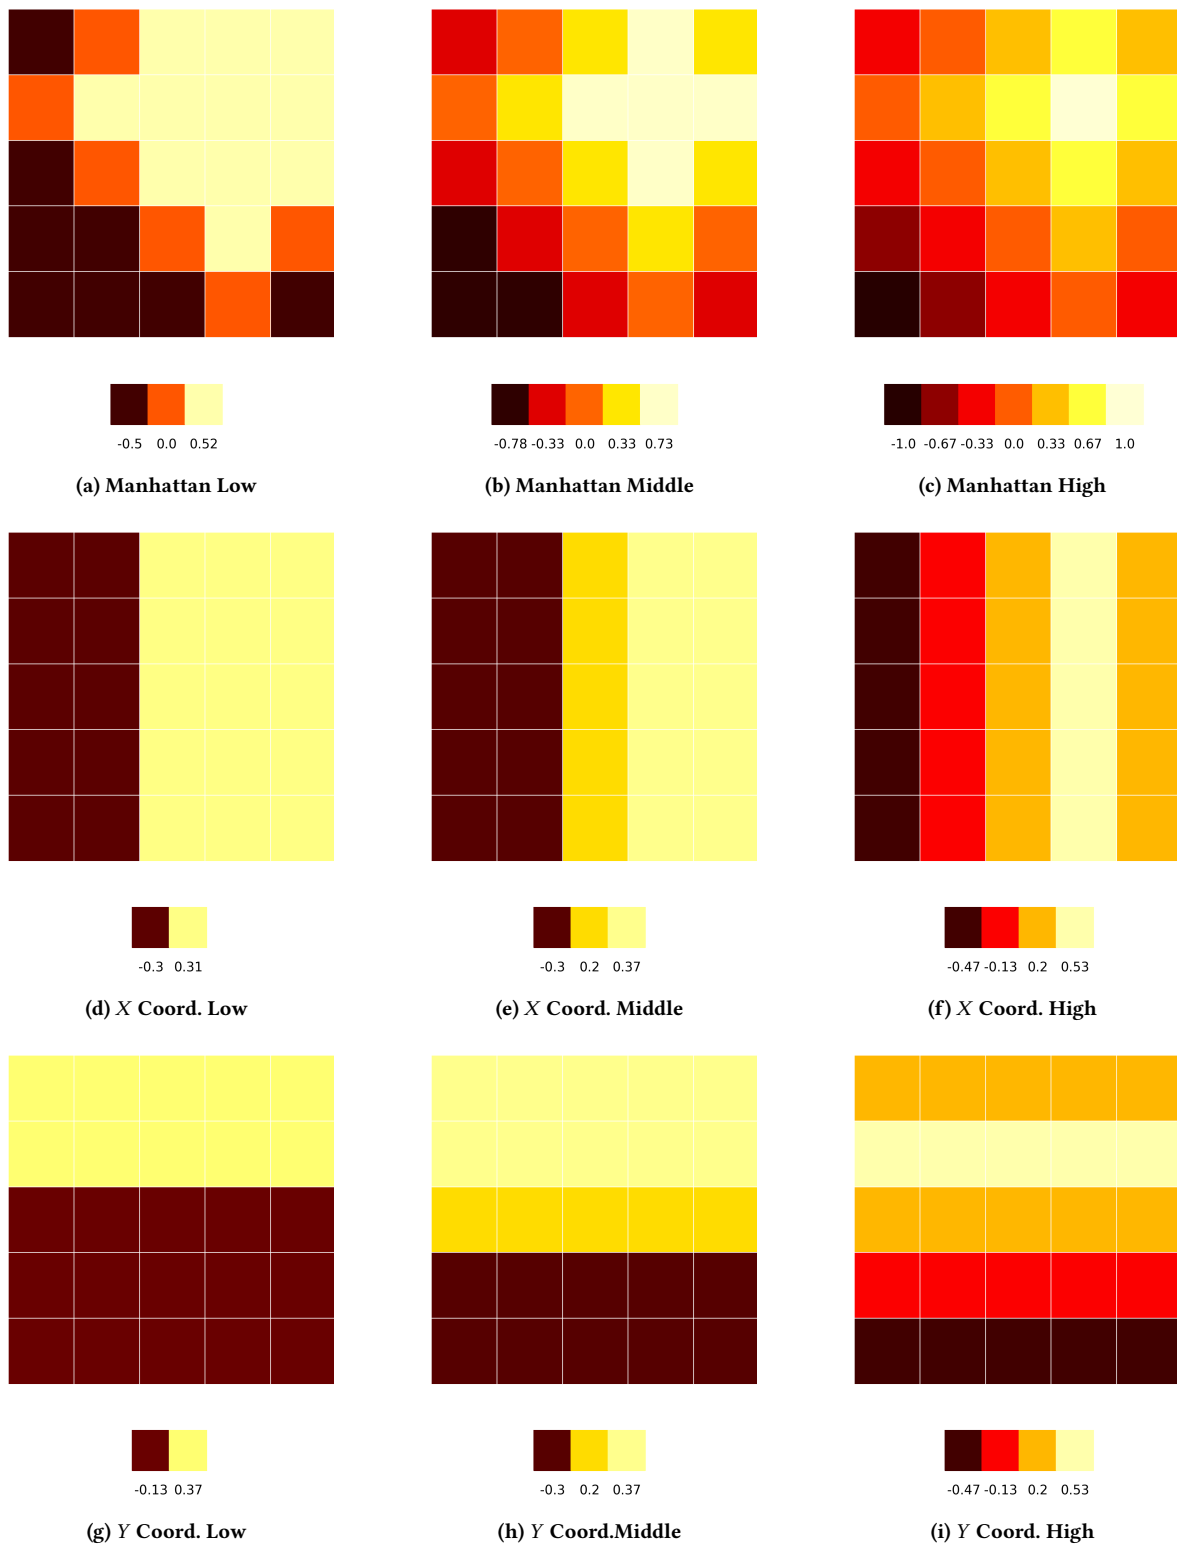 -0.5 0.0 0.52
-0.78 -0.33 0.0 0.33 0.73
-1.0 -0.67 -0.33 0.0 0.33 0.67 1.0
(a) Manhattan Low
(b) Manhattan Middle
(c) Manhattan High
-0.3 0.31
-0.3 0.2 0.37
-0.47 -0.13 0.2 0.53
(d) X Coord. Low
(e) X Coord. Middle
(f) X Coord. High
-0.13 0.37
-0.3 0.2 0.37
-0.47 -0.13 0.2 0.53
(g) Y Coord. Low
(h) Y Coord.Middle
(i) Y Coord. High